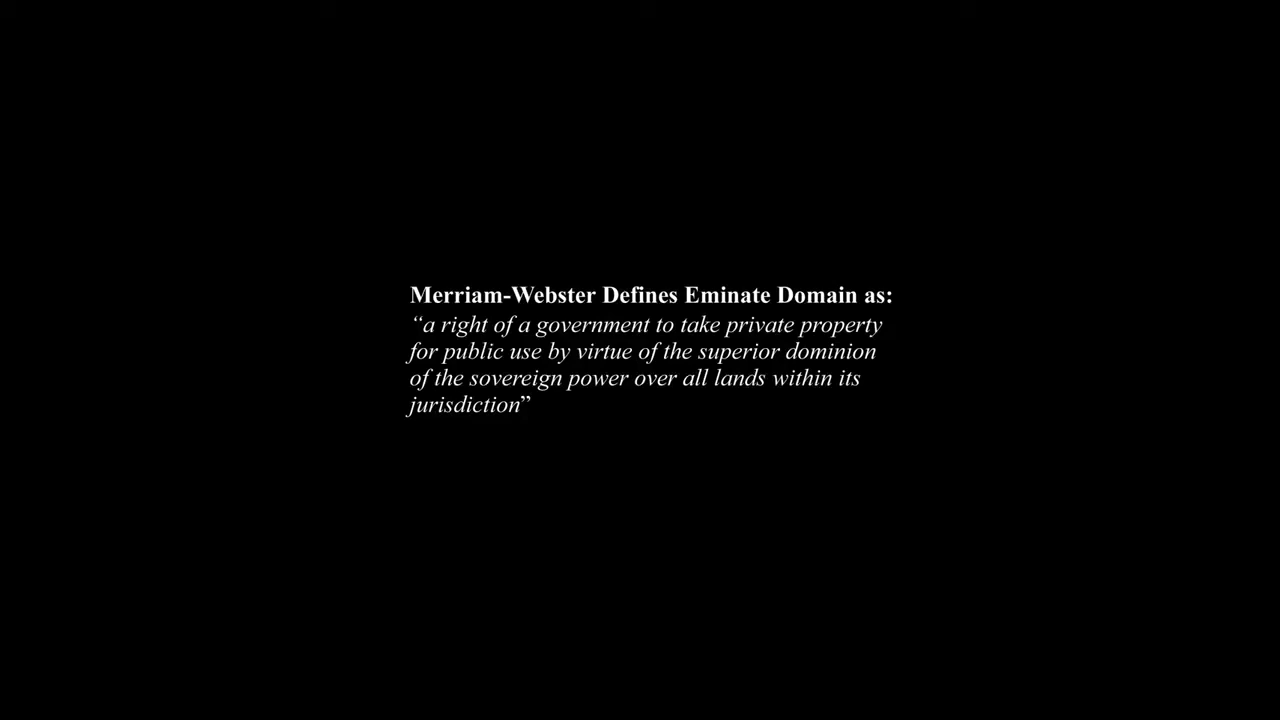 Merriam-Webster Defines Eminate Domain as:
“a right of a government to take private property
for public use by virtue of the superior dominion
of the sovereign power over all lands within its
jurisdiction”